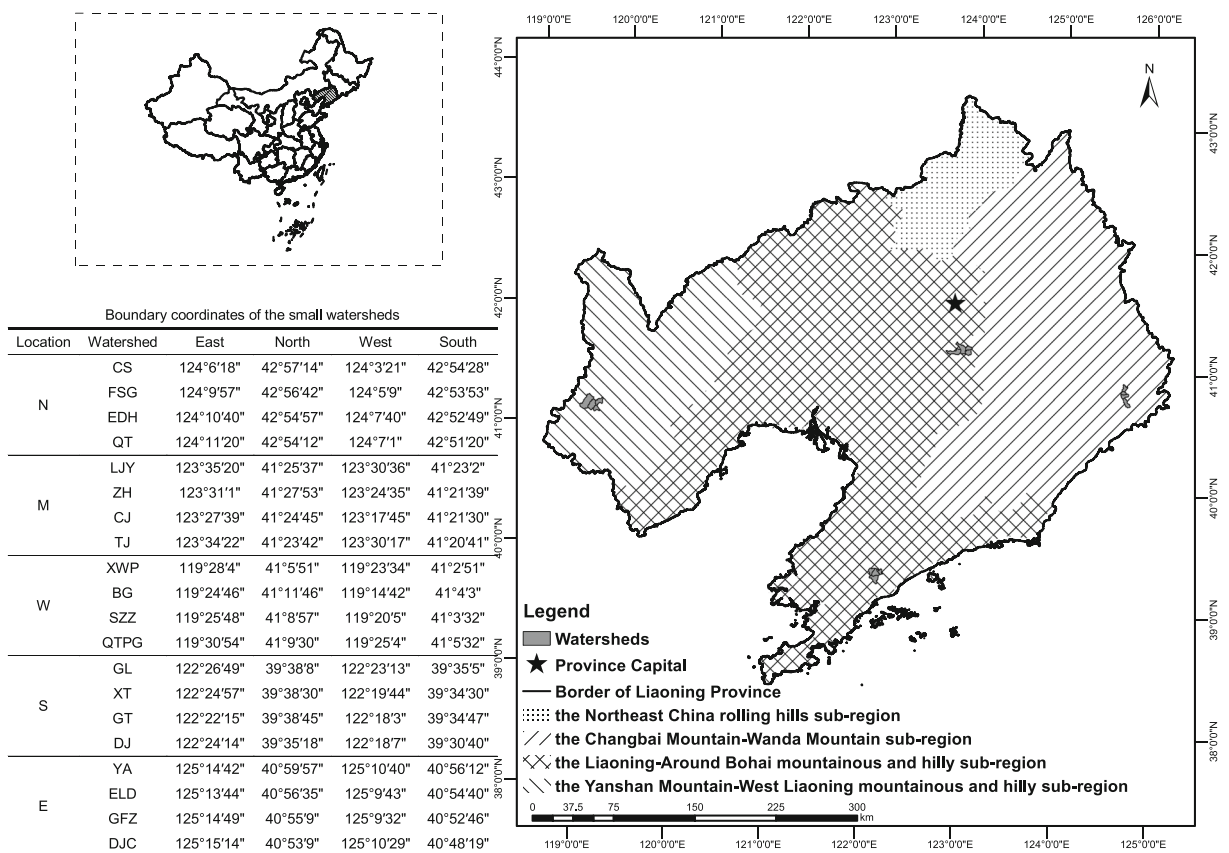 Boundary coordinates of the small watersheds
Location Watershed East North West South
N
CS 124°6'18" 42°57'14" 124°3'21" 42°54'28"
FSG 124°9'57" 42°56'42" 124°5'9" 42°53'53"
EDH 124°10'40" 42°54'57" 124°7'40" 42°52'49"
QT 124°11'20" 42°54'12" 124°7'1" 42°51'20"
M
LJY 123°35'20" 41°25'37" 123°30'36" 41°23'2"
ZH 123°31'1" 41°27'53" 123°24'35" 41°21'39"
CJ 123°27'39" 41°24'45" 123°17'45" 41°21'30"
TJ 123°34'22" 41°23'42" 123°30'17" 41°20'41"
W
XWP 119°28'4" 41°5'51" 119°23'34" 41°2'51"
BG 119°24'46" 41°11'46" 119°14'42" 41°4'3"
SZZ 119°25'48" 41°8'57" 119°20'5" 41°3'32"
QTPG 119°30'54" 41°9'30" 119°25'4" 41°5'32"
S
GL 122°26'49" 39°38'8" 122°23'13" 39°35'5"
XT 122°24'57" 39°38'30" 122°19'44" 39°34'30"
GT 122°22'15" 39°38'45" 122°18'3" 39°34'47"
DJ 122°24'14" 39°35'18" 122°18'7" 39°30'40"
E
YA 125°14'42" 40°59'57" 125°10'40" 40°56'12"
ELD 125°13'44" 40°56'35" 125°9'43" 40°54'40"
GFZ 125°14'49" 40°55'9" 125°9'32" 40°52'46"
DJC 125°15'14" 40°53'9" 125°10'29" 40°48'19"
119°0'0"E 120°0'0"E 121°0'0"E 122°0'0"E 123°0'0"E 124°0'0"E 125°0'0"E 126°0'0"E
44°0'0"N
43°0'0"N
42°0'0"N
41°0'0"N
40°0'0"N
39°0'0"N
38°0'0"N
N
43°0'0"N
42°0'0"N
41°0'0"N
40°0'0"N
39°0'0"N
38°0'0"N
Legend
Watersheds
Province Capital
Border of Liaoning Province
the Northeast China rolling hills sub-region
the Changbai Mountain-Wanda Mountain sub-region
the Liaoning-Around Bohai mountainous and hilly sub-region
the Yanshan Mountain-West Liaoning mountainous and hilly sub-region
0 37.5 75 150 225 300
km
119°0'0"E 120°0'0"E 121°0'0"E 122°0'0"E 123°0'0"E 124°0'0"E 125°0'0"E